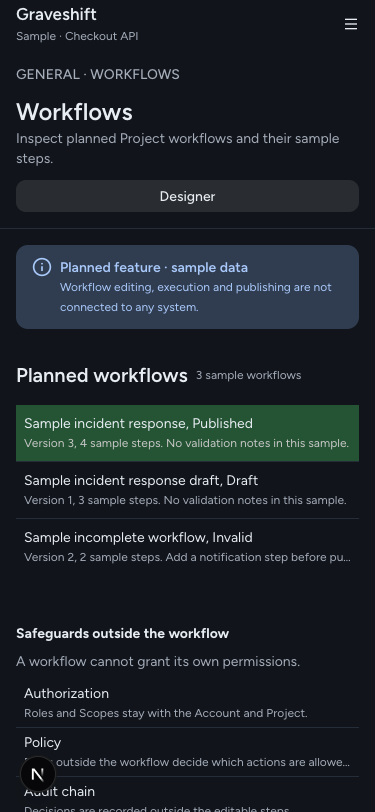 Graveshift
Sample · Checkout API
GENERAL · WORKFLOWS
Workflows
Inspect planned Project workflows and their sample
steps.
Designer
Planned feature · sample data
Workflow editing, execution and publishing are not
connected to any system.
Planned workflows 3 sample workflows
Sample incident response, Published
Version 3, 4 sample steps. No validation notes in this sample.
Sample incident response draft, Draft
Version 1, 3 sample steps. No validation notes in this sample.
Sample incomplete workflow, Invalid
Version 2, 2 sample steps. Add a notification step before pu…
Safeguards outside the workflow
A workflow cannot grant its own permissions.
Authorization
Roles and Scopes stay with the Account and Project.
Policy
outside the workflow decide which actions are allowe…
N
Audit chain
Decisions are recorded outside the editable steps.